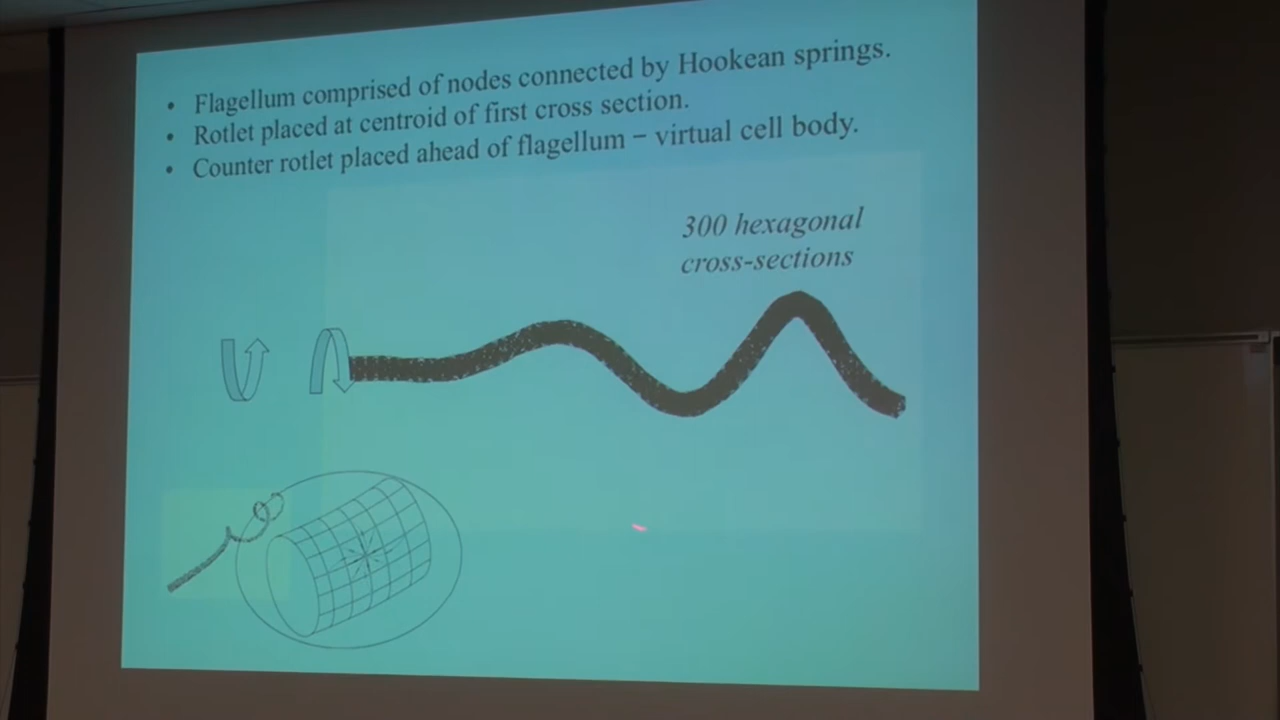 • Flagellum comprised of nodes connected by Hookean springs.
• Rotlet placed at centroid of first cross section.
• Counter rotlet placed ahead of flagellum – virtual cell body.
300 hexagonal
cross-sections